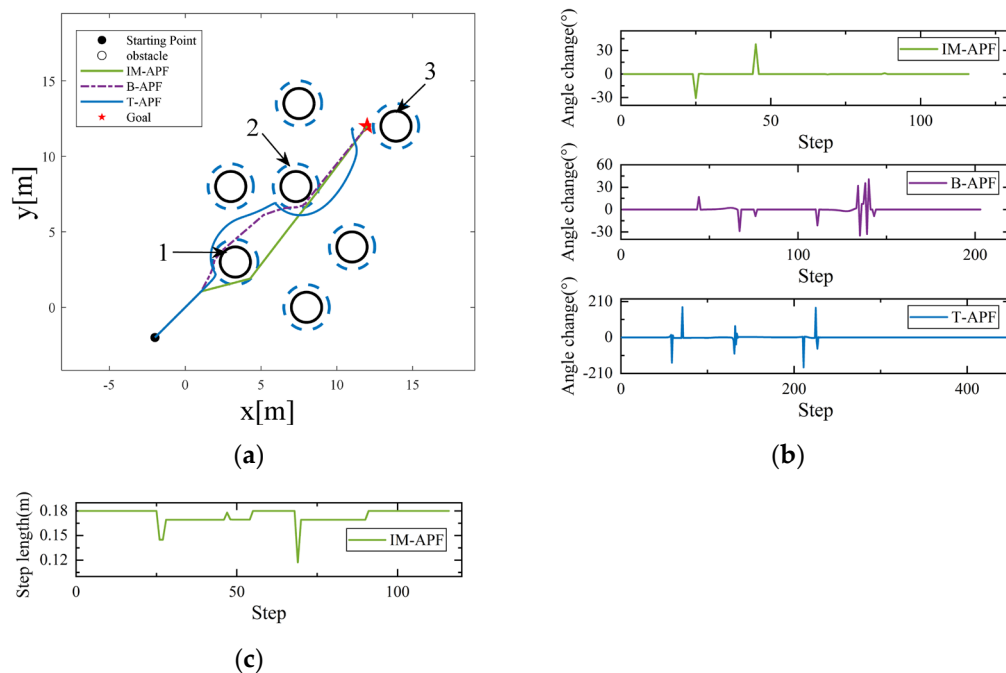 Starting Point
obstacle
IM-APF
B-APF
T-APF
Goal
15
10
5
0
y[m]
-5
0
5
10
15
x[m]
1
2
3
(a)
Angle change(°)
30
0
-30
IM-APF
0
50
100
Step
Angle change(°)
60
30
0
-30
B-APF
0
100
200
Step
Angle change(°)
210
0
-210
T-APF
0
200
400
Step
(b)
Step length(m)
0.18
0.15
0.12
IM-APF
0
50
100
Step
(c)